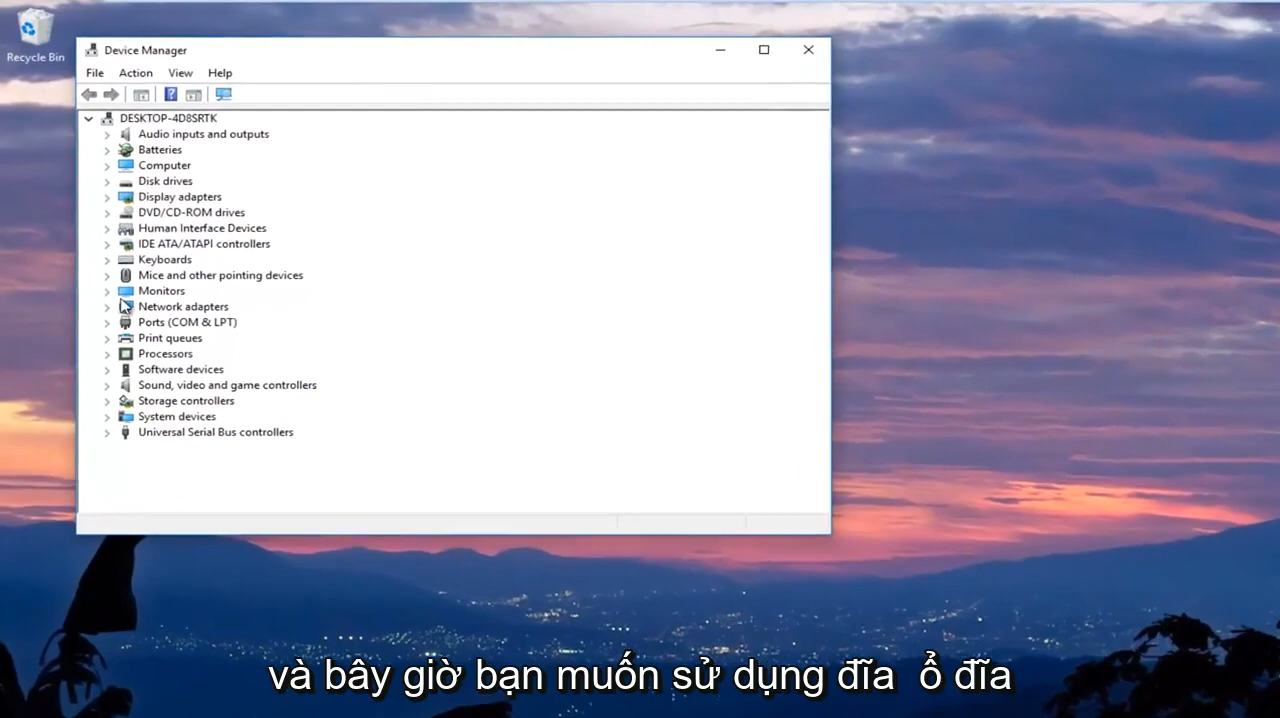 Recycle Bin
Device Manager
File Action View Help
DESKTOP-4D8SRTK
Audio inputs and outputs
Batteries
Computer
Disk drives
Display adapters
DVD/CD-ROM drives
Human Interface Devices
IDE ATA/ATAPI controllers
Keyboards
Mice and other pointing devices
Monitors
Network adapters
Ports (COM & LPT)
Print queues
Processors
Software devices
Sound, video and game controllers
Storage controllers
System devices
Universal Serial Bus controllers
và bây giờ bạn muốn sử dụng đĩa ổ đĩa